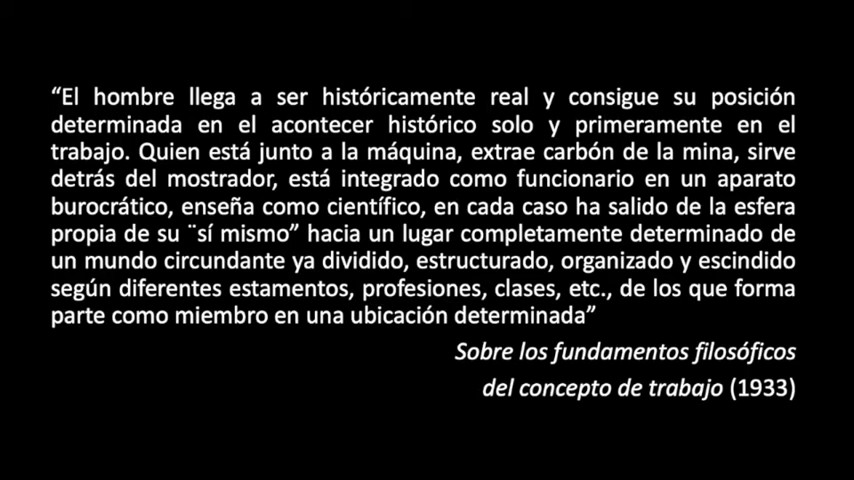 “El hombre llega a ser históricamente real y consigue su posición
determinada en el acontecer histórico solo y primeramente en el
trabajo. Quien está junto a la máquina, extrae carbón de la mina, sirve
detrás del mostrador, está integrado como funcionario en un aparato
burocrático, enseña como científico, en cada caso ha salido de la esfera
propia de su ¨sí mismo” hacia un lugar completamente determinado de
un mundo circundante ya dividido, estructurado, organizado y escindido
según diferentes estamentos, profesiones, clases, etc., de los que forma
parte como miembro en una ubicación determinada”
Sobre los fundamentos filosóficos
del concepto de trabajo (1933)